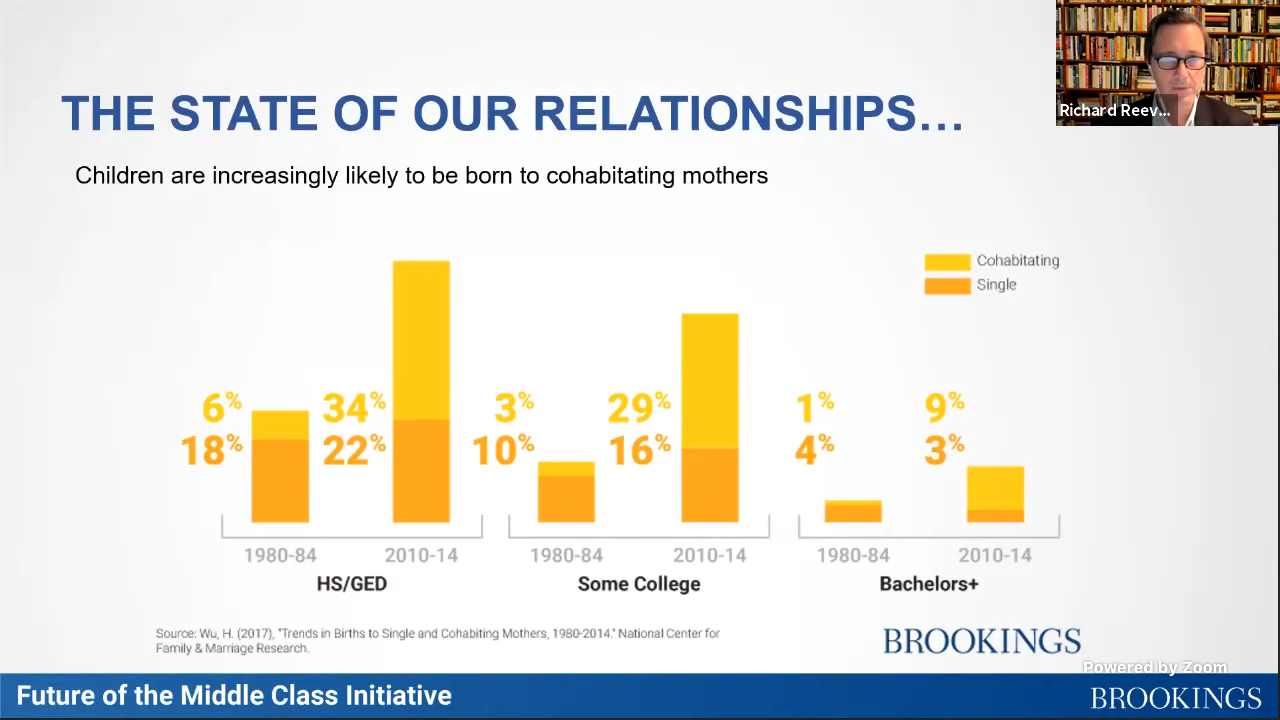 Richard Reev...
THE STATE OF OUR RELATIONSHIPS...
Children are increasingly likely to be born to cohabitating mothers
Cohabitating
Single
6% 34% 3% 29% 1% 9%
18% 22% 10% 16% 4% 3%
1980-84 2010-14 1980-84 2010-14 1980-84 2010-14
HS/GED Some College Bachelors+
Source: Wu, H. (2017), "Trends in Births to Single and Cohabiting Mothers, 1980-2014." National Center for
Family & Marriage Research.
BROOKINGS
Powered by Zoom
Future of the Middle Class Initiative
BROOKINGS